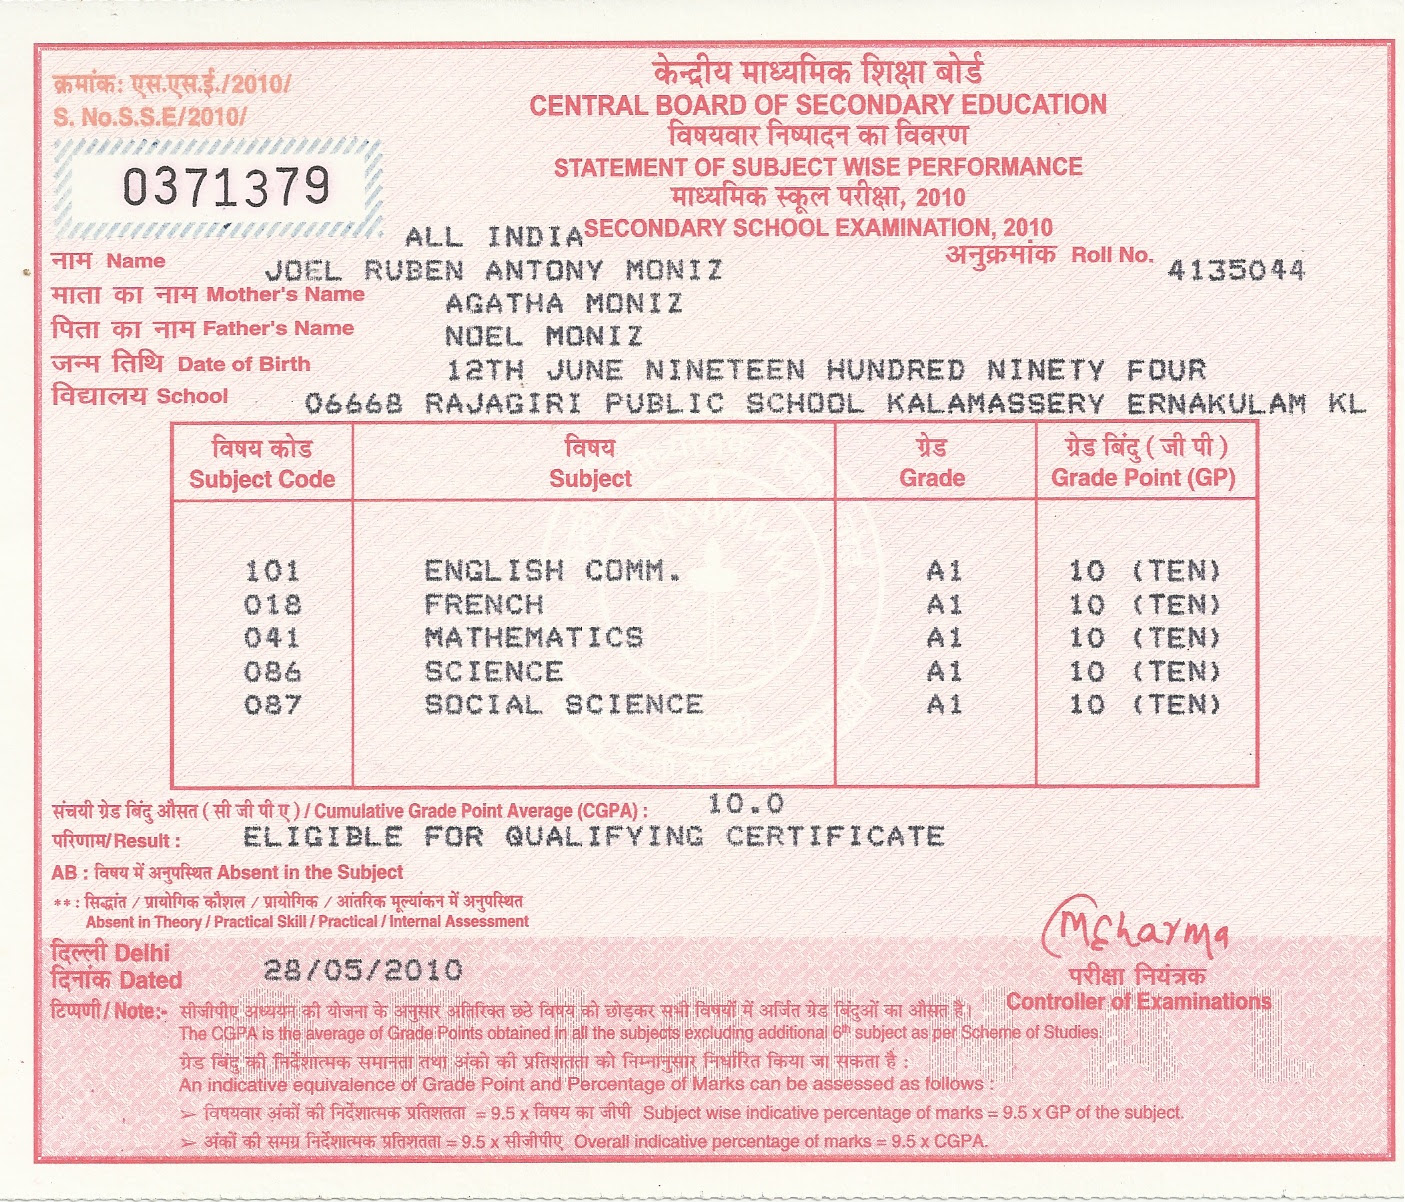 क्रमांक: एस.एस.ई./2010/
S. No.S.S.E/2010/
0371379
केन्द्रीय माध्यमिक शिक्षा बोर्ड
CENTRAL BOARD OF SECONDARY EDUCATION
विषयवार निष्पादन का विवरण
STATEMENT OF SUBJECT WISE PERFORMANCE
माध्यमिक स्कूल परीक्षा, 2010
ALL INDIA SECONDARY SCHOOL EXAMINATION, 2010
नाम Name JOEL RUBEN ANTONY MONIZ अनुक्रमांक Roll No. 4135044
माता का नाम Mother's Name AGATHA MONIZ
पिता का नाम Father's Name NOEL MONIZ
जन्म तिथि Date of Birth 12TH JUNE NINETEEN HUNDRED NINETY FOUR
विद्यालय School 06668 RAJAGIRI PUBLIC SCHOOL KALAMASSERY ERNAKULAM KL
विषय कोड विषय ग्रेड ग्रेड बिंदु ( जी पी )
Subject Code Subject Grade Grade Point (GP)
101 ENGLISH COMM. A1 10 (TEN)
018 FRENCH A1 10 (TEN)
041 MATHEMATICS A1 10 (TEN)
086 SCIENCE A1 10 (TEN)
087 SOCIAL SCIENCE A1 10 (TEN)
संचयी ग्रेड बिंदु औसत ( सी जी पी ए ) / Cumulative Grade Point Average (CGPA) : 10.0
परिणाम/Result : ELIGIBLE FOR QUALIFYING CERTIFICATE
AB : विषय में अनुपस्थित Absent in the Subject
** : सिद्धांत / प्रायोगिक कौशल / प्रायोगिक / आंतरिक मूल्यांकन में अनुपस्थित
Absent in Theory / Practical Skill / Practical / Internal Assessment
MSharma
दिल्ली Delhi
दिनांक Dated 28/05/2010
परीक्षा नियंत्रक
Controller of Examinations
टिप्पणी / Note:- सीजीपीए अध्ययन की योजना के अनुसार अतिरिक्त छठे विषय को छोड़कर सभी विषयों में अर्जित ग्रेड बिंदुओं का औसत है।
The CGPA is the average of Grade Points obtained in all the subjects excluding additional 6th subject as per Scheme of Studies.
ग्रेड बिंदु की निर्देशात्मक समानता तथा अंको की प्रतिशतता को निम्नानुसार निर्धारित किया जा सकता है :
An indicative equivalence of Grade Point and Percentage of Marks can be assessed as follows :
➢ विषयवार अंकों की निर्देशात्मक प्रतिशतता = 9.5 x विषय का जीपी Subject wise indicative percentage of marks = 9.5 x GP of the subject.
➢ अंकों की समग्र निर्देशात्मक प्रतिशतता = 9.5 x सीजीपीए Overall indicative percentage of marks = 9.5 x CGPA.